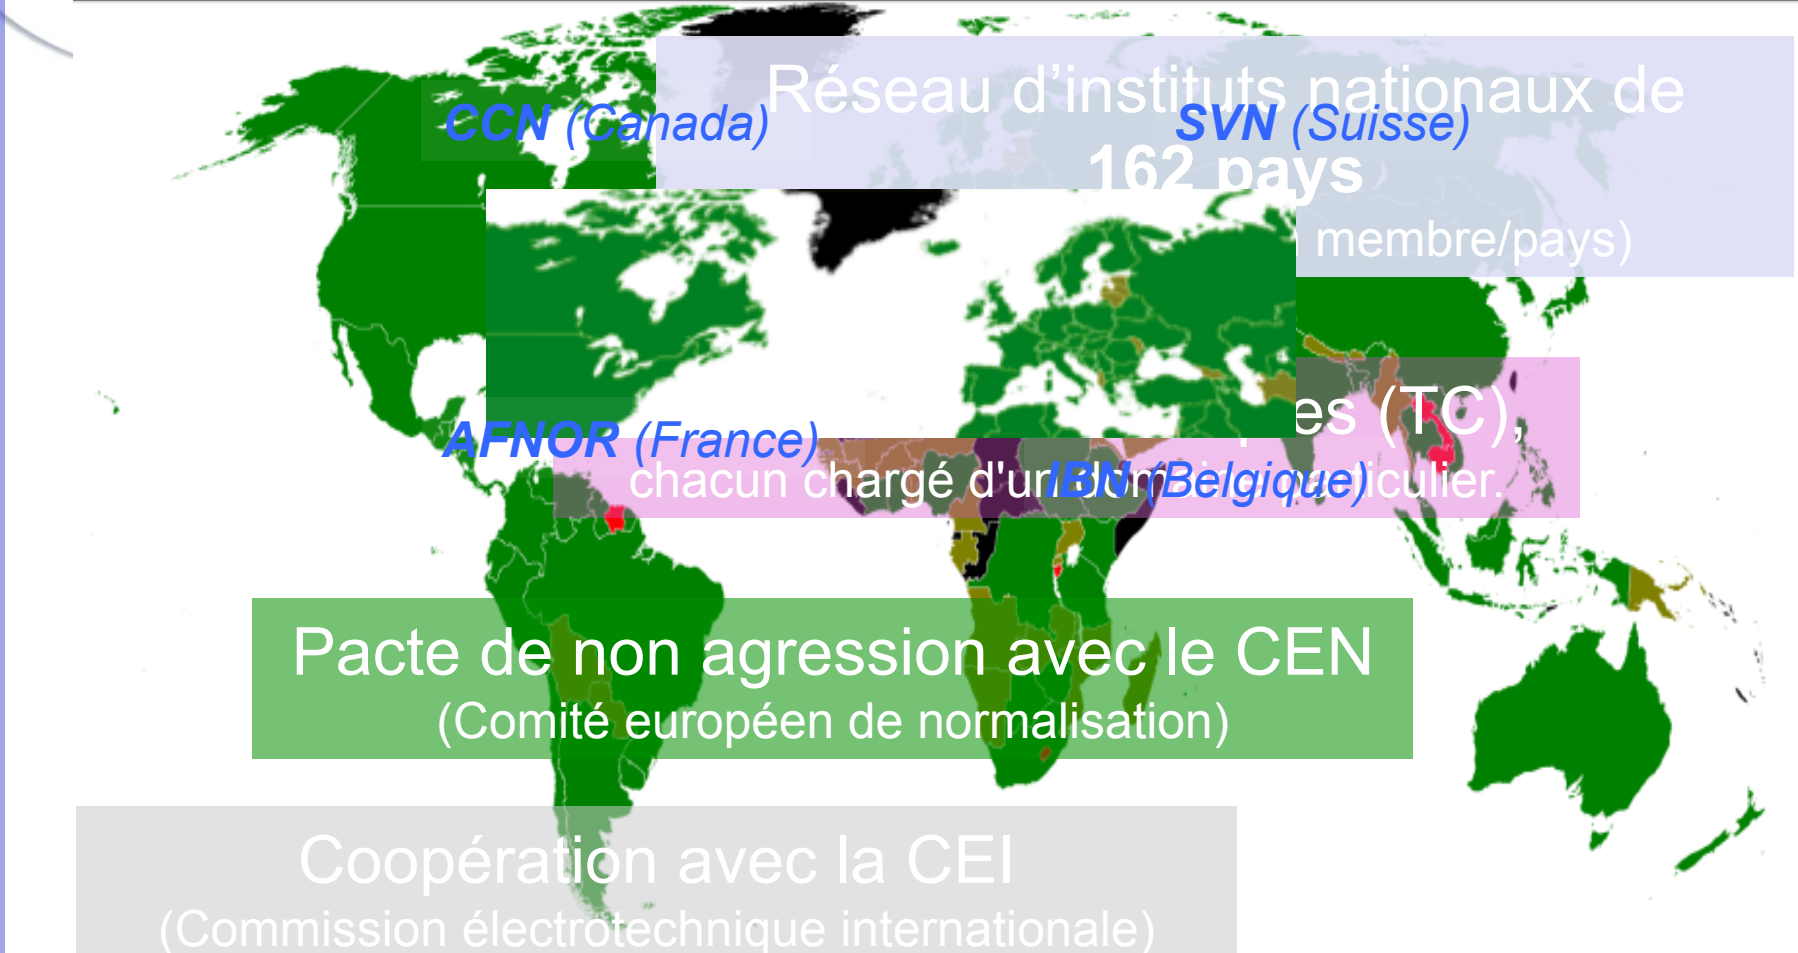 Réseau d'instituts nationaux de
CCN (Canada)
SVN (Suisse)
162 pays
membre/pays)
es (TC),
AFNOR (France)
chacun chargé d'un domaine particulier.
IBN (Belgique)
Pacte de non agression avec le CEN
(Comité européen de normalisation)
Coopération avec la CEI
(Commission électrotechnique internationale)